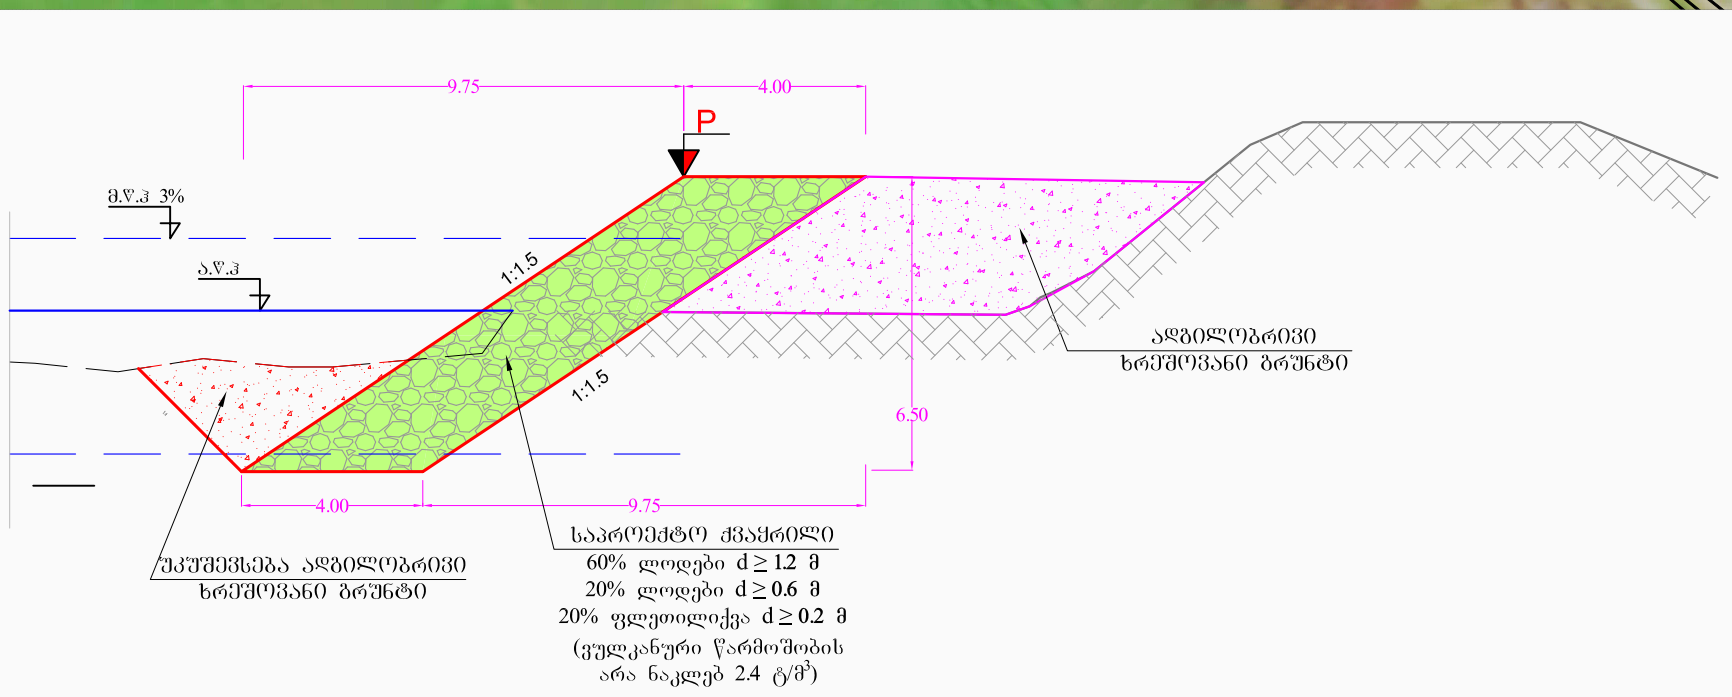 9.75
4.00
P
მ.წ.ჰ 3%
ა.წ.ჰ
1:1.5
1:1.5
ადგილობრივი
ხრეშოვანი გრუნტი
6.50
4.00
9.75
უკუშევსება ადგილობრივი
ხრეშოვანი გრუნტი
საპროექტო ქვაყრილი
60% ლოდები d ≥ 1.2 მ
20% ლოდები d ≥ 0.6 მ
20% ფლეთილიქვა d ≥ 0.2 მ
(ვულკანური წარმოშობის
არა ნაკლებ 2.4 ტ/მ³)